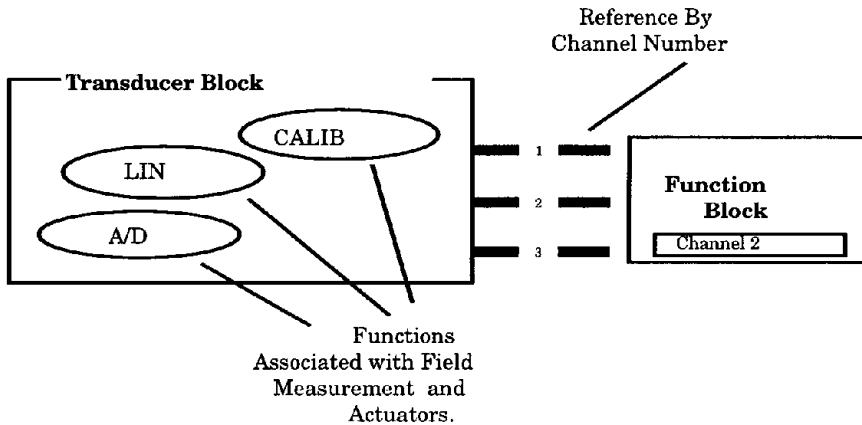 Reference By
Channel Number
Transducer Block
CALIB
LIN
A/D
1
2
3
Function
Block
Channel 2
Functions
Associated with Field
Measurement and
Actuators.